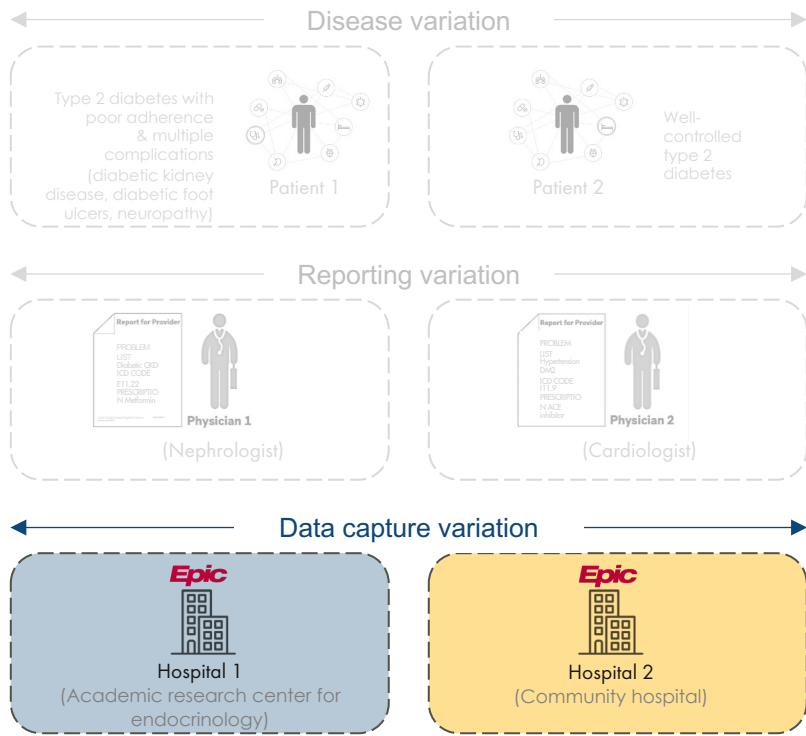 Disease variation
Type 2 diabetes with
poor adherence
& multiple
complications
(diabetic kidney
disease, diabetic foot
ulcers, neuropathy)
Patient 1
Patient 2
Well-
controlled
type 2
diabetes
Reporting variation
Report for Provider
PROBLEM
LIST
Diabetic CKD
ICD CODE
E11.22
PRESCRIPTIO
N Metformin
Physician 1
(Nephrologist)
Report for Provider
PROBLEM
LIST
Hypertension
DM2
ICD CODE
I11.9
PRESCRIPTIO
N ACE
inhibitor
Physician 2
(Cardiologist)
Data capture variation
Epic
Hospital 1
(Academic research center for
endocrinology)
Epic
Hospital 2
(Community hospital)